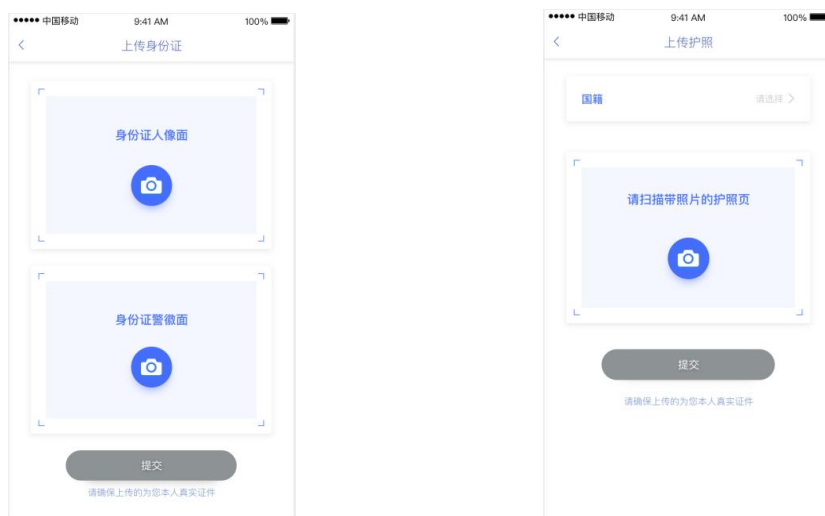 中国移动 9:41 AM 100%
上传身份证
身份证人像面
身份证警徽面
提交
请确保上传的为您本人真实证件
中国移动 9:41 AM 100%
上传护照
国籍 请选择
请扫描带照片的护照页
提交
请确保上传的为您本人真实证件